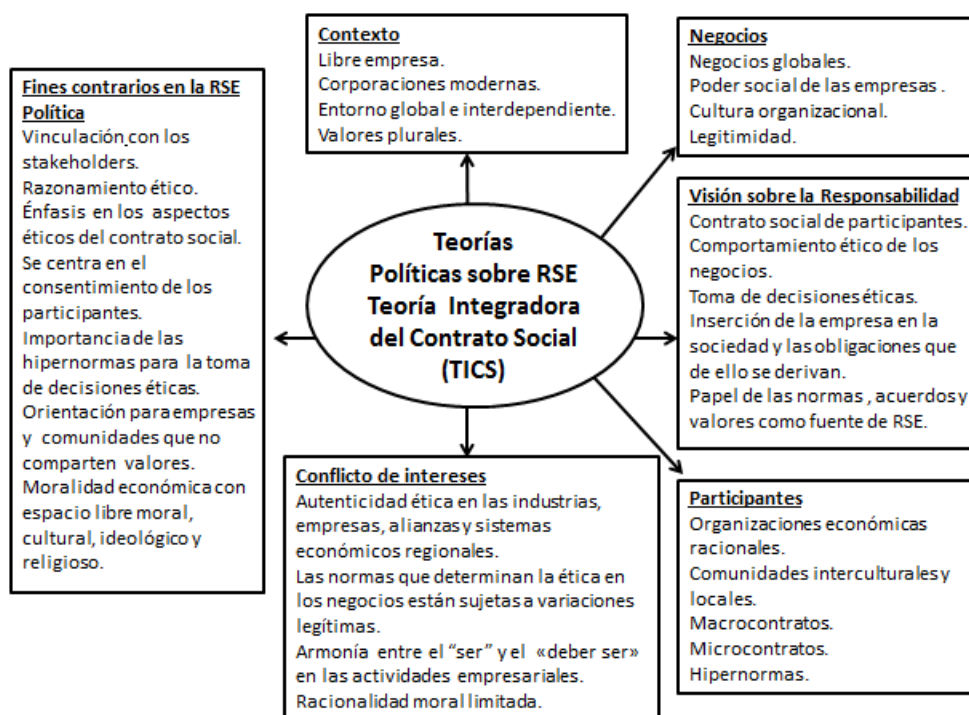 Contexto
Libre empresa.
Corporaciones modernas.
Entorno global e interdependiente.
Valores plurales.
Negocios
Negocios globales.
Poder social de las empresas .
Cultura organizacional.
Legitimidad.
Fines contrarios en la RSE
Política
Vinculación con los
stakeholders.
Razonamiento ético.
Énfasis en los aspectos
éticos del contrato social.
Se centra en el
consentimiento de los
participantes.
Importancia de las
hipernormas para la toma
de decisiones éticas.
Orientación para empresas
y comunidades que no
comparten valores.
Moralidad económica con
espacio libre moral,
cultural, ideológico y
religioso.
Teorías
Políticas sobre RSE
Teoría Integradora
del Contrato Social
(TICS)
Visión sobre la Responsabilidad
Contrato social de participantes.
Comportamiento ético de los
negocios.
Toma de decisiones éticas.
Inserción de la empresa en la
sociedad y las obligaciones que
de ello se derivan.
Papel de las normas , acuerdos y
valores como fuente de RSE.
Conflicto de intereses
Autenticidad ética en las industrias,
empresas, alianzas y sistemas
económicos regionales.
Las normas que determinan la ética en
los negocios están sujetas a variaciones
legítimas.
Armonía entre el “ser” y el «deber ser»
en las actividades empresariales.
Racionalidad moral limitada.
Participantes
Organizaciones económicas
racionales.
Comunidades interculturales y
locales.
Macrocontratos.
Microcontratos.
Hipernormas.